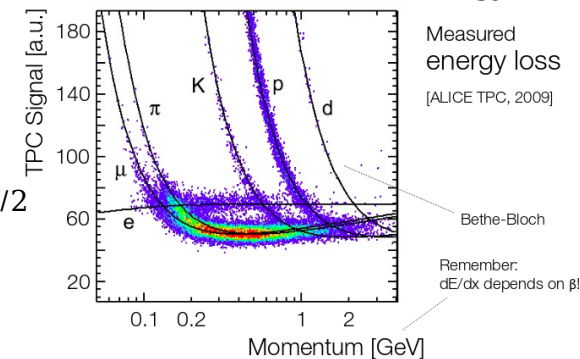 TPC Signal [a.u.]
180
140
100
60
20
μ
π
e
K
p
d
0.1 0.2 1 2
Momentum [GeV]
/2
Measured
energy loss
[ALICE TPC, 2009]
Bethe-Bloch
Remember:
dE/dx depends on β!